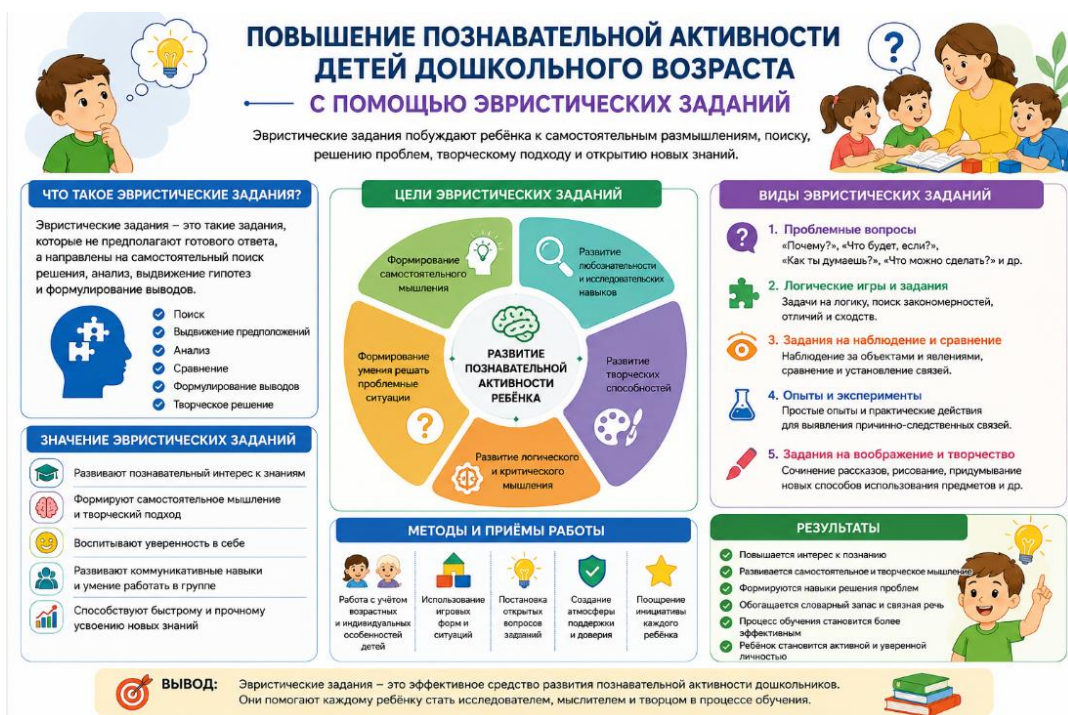 ПОВЫШЕНИЕ ПОЗНАВАТЕЛЬНОЙ АКТИВНОСТИ
ДЕТЕЙ ДОШКОЛЬНОГО ВОЗРАСТА
С ПОМОЩЬЮ ЭВРИСТИЧЕСКИХ ЗАДАНИЙ
Эвристические задания побуждают ребёнка к самостоятельным размышлениям, поиску,
решению проблем, творческому подходу и открытию новых знаний.
?
ЧТО ТАКОЕ ЭВРИСТИЧЕСКИЕ ЗАДАНИЯ?
Эвристические задания – это такие задания,
которые не предполагают готового ответа,
а направлены на самостоятельный поиск
решения, анализ, выдвижение гипотез
и формулирование выводов.
Поиск
Выдвижение предположений
Анализ
Сравнение
Формулирование выводов
Творческое решение
ЗНАЧЕНИЕ ЭВРИСТИЧЕСКИХ ЗАДАНИЙ
Развивают познавательный интерес к знаниям
Формируют самостоятельное мышление
и творческий подход
Воспитывают уверенность в себе
Развивают коммуникативные навыки
и умение работать в группе
Способствуют быстрому и прочному
усвоению новых знаний
ЦЕЛИ ЭВРИСТИЧЕСКИХ ЗАДАНИЙ
Формирование
самостоятельного
мышления
Развитие
любознательности
и исследовательских
навыков
Формирование
умения решать
проблемные
ситуации
?
РАЗВИТИЕ
ПОЗНАВАТЕЛЬНОЙ
АКТИВНОСТИ
РЕБЁНКА
Развитие
творческих
способностей
Развитие логического
и критического
мышления
МЕТОДЫ И ПРИЁМЫ РАБОТЫ
Работа с учётом
возрастных
и индивидуальных
особенностей
детей
Использование
игровых
форм и
ситуаций
Постановка
открытых
вопросов
заданий
Создание
атмосферы
поддержки
и доверия
Поощрение
инициативы
каждого
ребёнка
ВИДЫ ЭВРИСТИЧЕСКИХ ЗАДАНИЙ
?
1. Проблемные вопросы
«Почему?», «Что будет, если?»,
«Как ты думаешь?», «Что можно сделать?» и др.
2. Логические игры и задания
Задачи на логику, поиск закономерностей,
отличий и сходств.
3. Задания на наблюдение и сравнение
Наблюдение за объектами и явлениями,
сравнение и установление связей.
4. Опыты и эксперименты
Простые опыты и практические действия
для выявления причинно-следственных связей.
5. Задания на воображение и творчество
Сочинение рассказов, рисование, придумывание
новых способов использования предметов и др.
РЕЗУЛЬТАТЫ
Повышается интерес к познанию
Развивается самостоятельное и творческое мышление
Формируются навыки решения проблем
Обогащается словарный запас и связная речь
Процесс обучения становится более
эффективным
Ребёнок становится активной и уверенной
личностью
ВЫВОД:
Эвристические задания – это эффективное средство развития познавательной активности дошкольников.
Они помогают каждому ребёнку стать исследователем, мыслителем и творцом в процессе обучения.